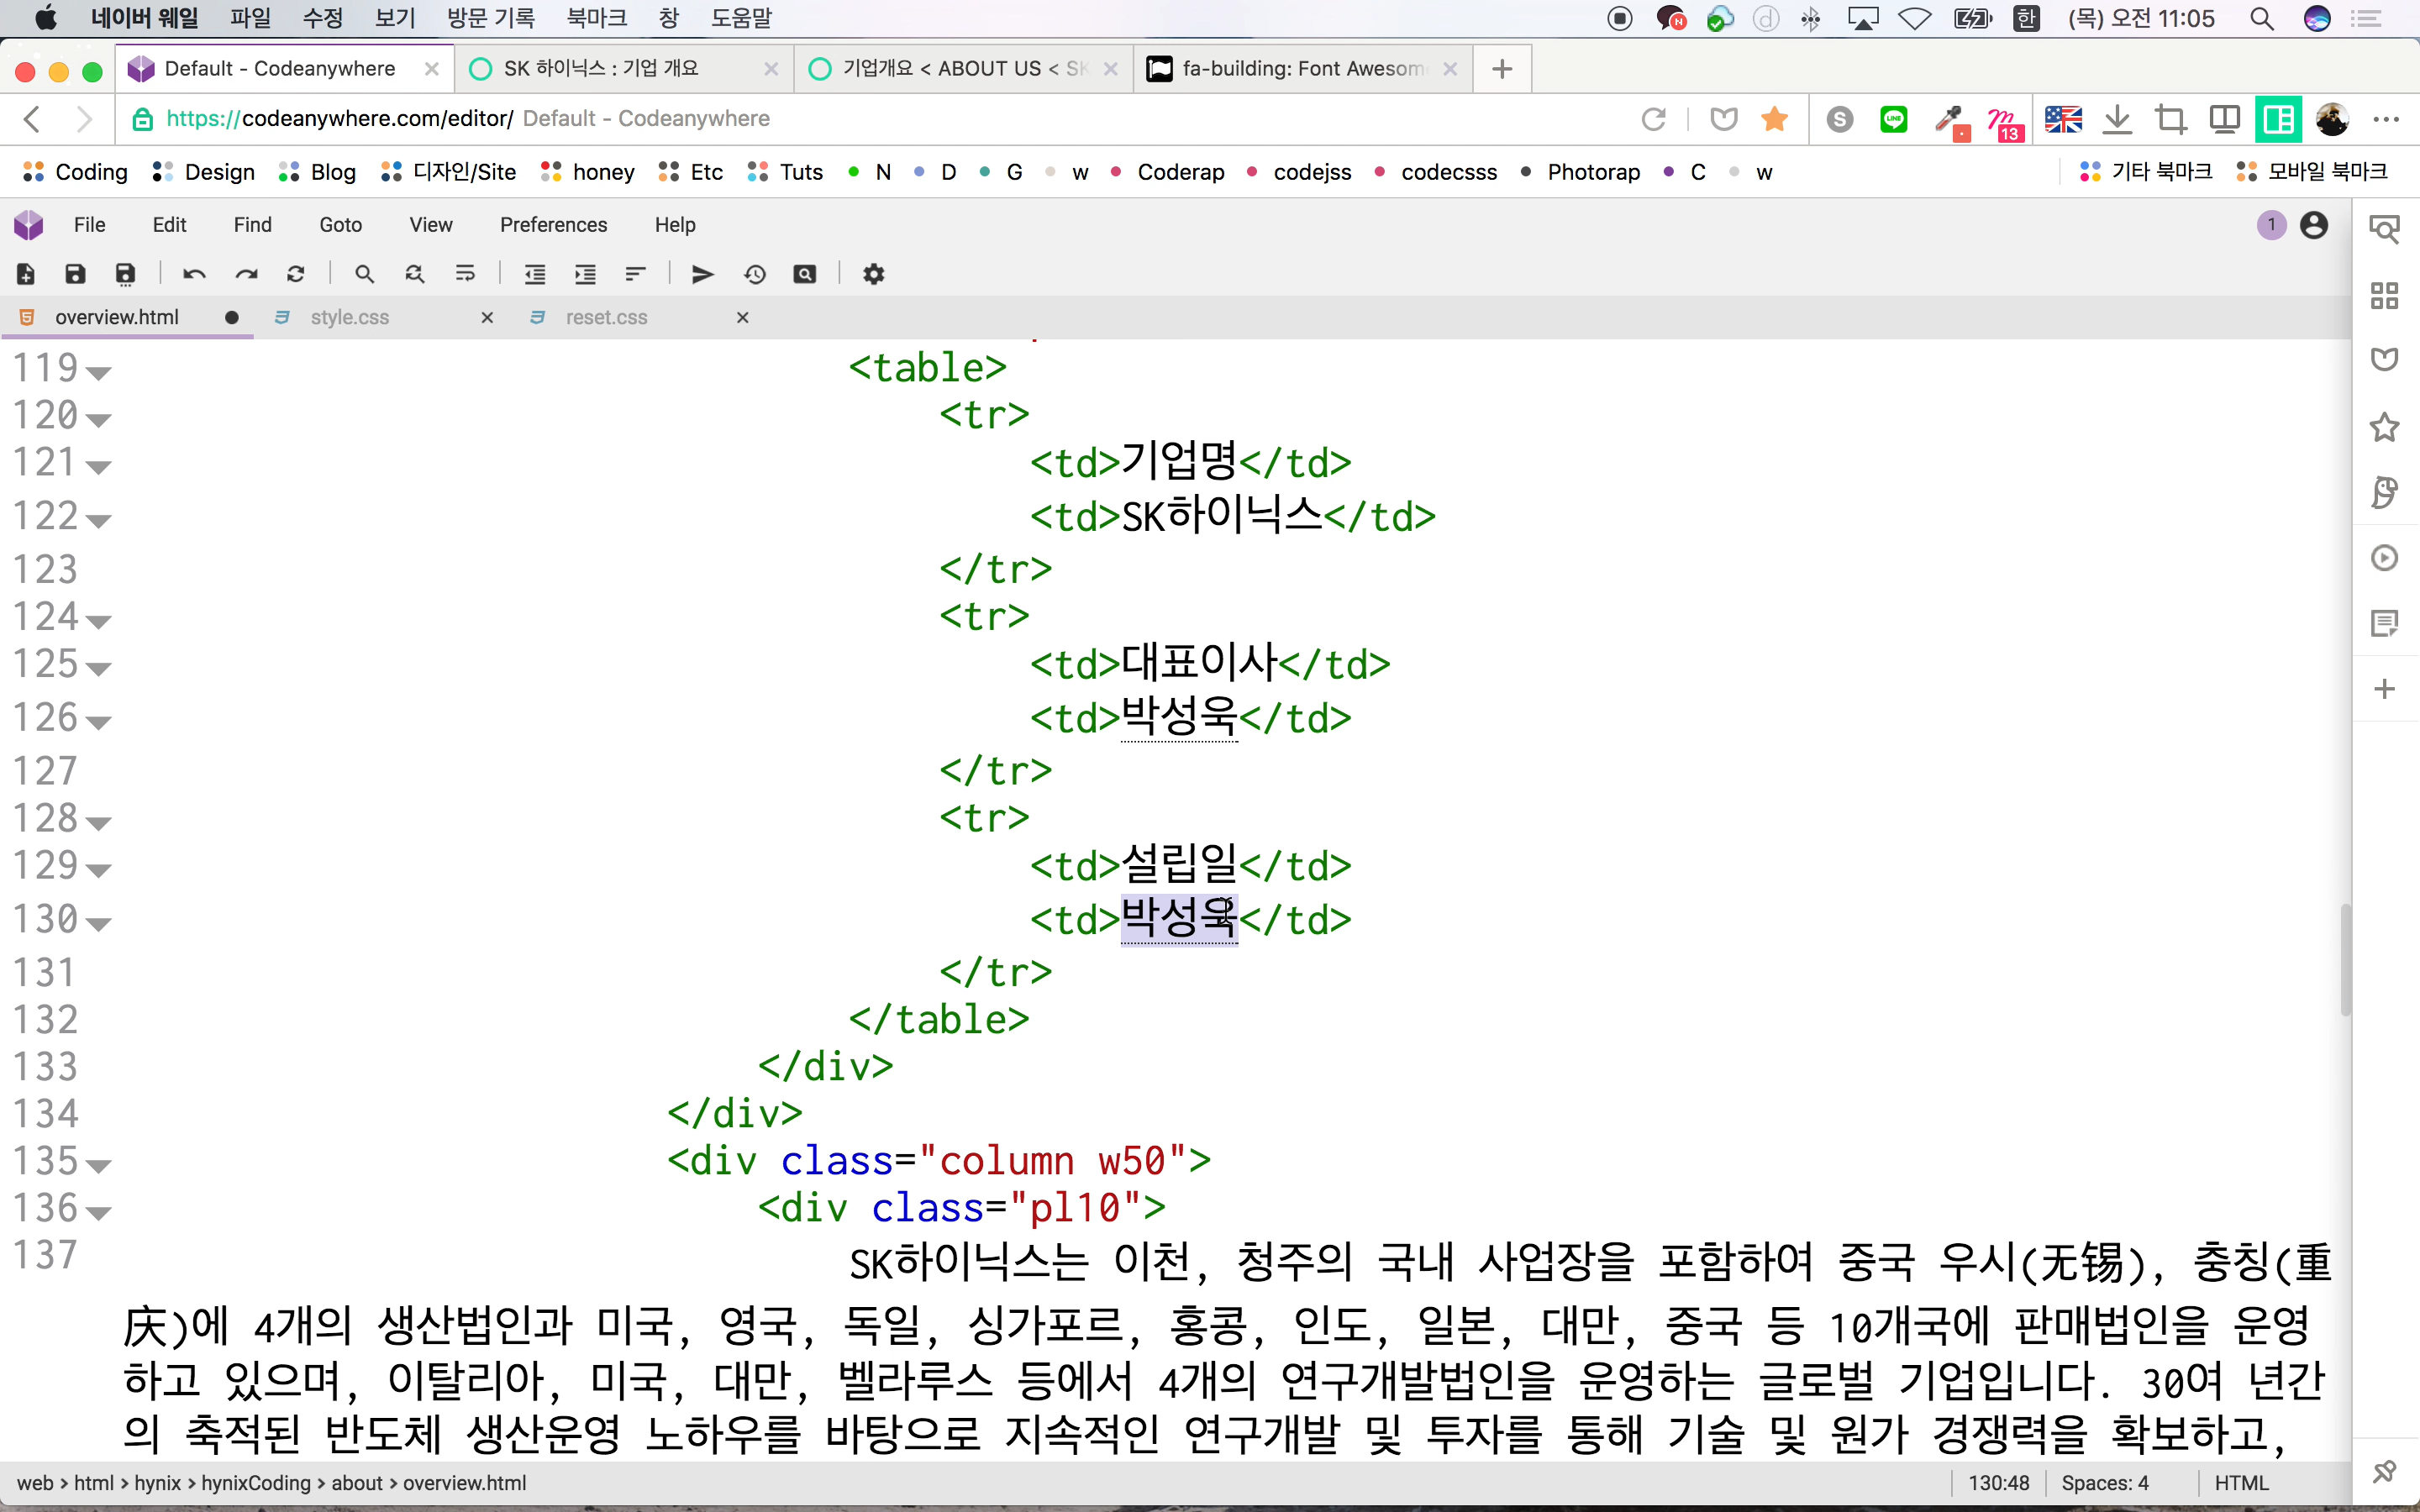 네이버 웨일 파일 수정 보기 방문 기록 북마크 창 도움말 한 (목) 오전 11:05
Default - Codeanywhere SK 하이닉스 : 기업 개요 기업개요 < ABOUT US < SK fa-building: Font Awesom
https://codeanywhere.com/editor/ Default - Codeanywhere 13
Coding Design Blog 디자인/Site honey Etc Tuts N D G w Coderap codejss codecsss Photorap C w 기타 북마크 모바일 북마크
File Edit Find Goto View Preferences Help 1
overview.html style.css reset.css
119 <table>
120 <tr>
121 <td>기업명</td>
122 <td>SK하이닉스</td>
123 </tr>
124 <tr>
125 <td>대표이사</td>
126 <td>박성욱</td>
127 </tr>
128 <tr>
129 <td>설립일</td>
130 <td>박성욱</td>
131 </tr>
132 </table>
133 </div>
134 </div>
135 <div class="column w50">
136 <div class="pl10">
137 SK하이닉스는 이천, 청주의 국내 사업장을 포함하여 중국 우시(无锡), 충칭(重
庆)에 4개의 생산법인과 미국, 영국, 독일, 싱가포르, 홍콩, 인도, 일본, 대만, 중국 등 10개국에 판매법인을 운영
하고 있으며, 이탈리아, 미국, 대만, 벨라루스 등에서 4개의 연구개발법인을 운영하는 글로벌 기업입니다. 30여 년간
의 축적된 반도체 생산운영 노하우를 바탕으로 지속적인 연구개발 및 투자를 통해 기술 및 원가 경쟁력을 확보하고,
web > html > hynix > hynixCoding > about > overview.html 130:48 Spaces: 4 HTML